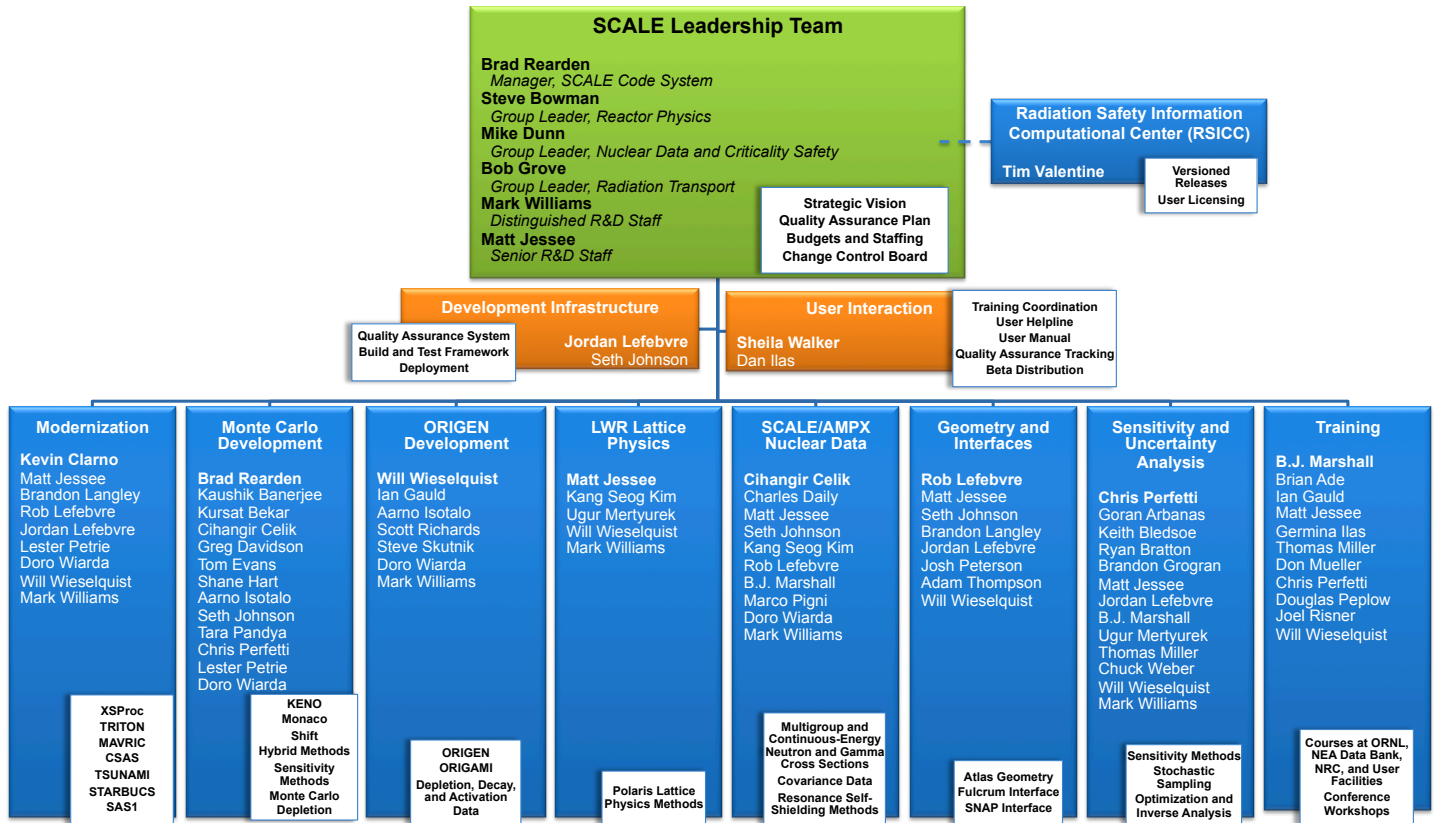 SCALE Leadership Team
Brad Rearden
Manager, SCALE Code System
Steve Bowman
Group Leader, Reactor Physics
Mike Dunn
Group Leader, Nuclear Data and Criticality Safety
Bob Grove
Group Leader, Radiation Transport
Mark Williams
Distinguished R&D Staff
Matt Jessee
Senior R&D Staff
Strategic Vision
Quality Assurance Plan
Budgets and Staffing
Change Control Board
Radiation Safety Information
Computational Center (RSICC)
Tim Valentine
Versioned
Releases
User Licensing
Development Infrastructure
Jordan Lefebvre
Seth Johnson
Quality Assurance System
Build and Test Framework
Deployment
User Interaction
Sheila Walker
Dan Ilas
Training Coordination
User Helpline
User Manual
Quality Assurance Tracking
Beta Distribution
Modernization
Kevin Clarno
Matt Jessee
Brandon Langley
Rob Lefebvre
Jordan Lefebvre
Lester Petrie
Doro Wiarda
Will Wieselquist
Mark Williams
XSProc
TRITON
MAVRIC
CSAS
TSUNAMI
STARBUCS
SAS1
Monte Carlo
Development
Brad Rearden
Kaushik Banerjee
Kursat Bekar
Cihangir Celik
Greg Davidson
Tom Evans
Shane Hart
Aarno Isotalo
Seth Johnson
Tara Pandya
Chris Perfetti
Lester Petrie
Doro Wiarda
KENO
Monaco
Shift
Hybrid Methods
Sensitivity
Methods
Monte Carlo
Depletion
ORIGEN
Development
Will Wieselquist
Ian Gauld
Aarno Isotalo
Scott Richards
Steve Skutnik
Doro Wiarda
Mark Williams
ORIGEN
ORIGAMI
Depletion, Decay,
and Activation
Data
LWR Lattice
Physics
Matt Jessee
Kang Seog Kim
Ugur Mertyurek
Will Wieselquist
Mark Williams
Polaris Lattice
Physics Methods
SCALE/AMPX
Nuclear Data
Cihangir Celik
Charles Daily
Matt Jessee
Seth Johnson
Kang Seog Kim
Rob Lefebvre
B.J. Marshall
Marco Pigni
Doro Wiarda
Mark Williams
Multigroup and
Continuous-Energy
Neutron and Gamma
Cross Sections
Covariance Data
Resonance Self-
Shielding Methods
Geometry and
Interfaces
Rob Lefebvre
Matt Jessee
Seth Johnson
Brandon Langley
Jordan Lefebvre
Josh Peterson
Adam Thompson
Will Wieselquist
Atlas Geometry
Fulcrum Interface
SNAP Interface
Sensitivity and
Uncertainty
Analysis
Chris Perfetti
Goran Arbanas
Keith Bledsoe
Ryan Bratton
Brandon Grogran
Matt Jessee
Jordan Lefebvre
B.J. Marshall
Ugur Mertyurek
Thomas Miller
Chuck Weber
Will Wieselquist
Mark Williams
Sensitivity Methods
Stochastic
Sampling
Optimization and
Inverse Analysis
Training
B.J. Marshall
Brian Ade
Ian Gauld
Matt Jessee
Germina Ilas
Thomas Miller
Don Mueller
Chris Perfetti
Douglas Peplow
Joel Risner
Will Wieselquist
Courses at ORNL,
NEA Data Bank,
NRC, and User
Facilities
Conference
Workshops